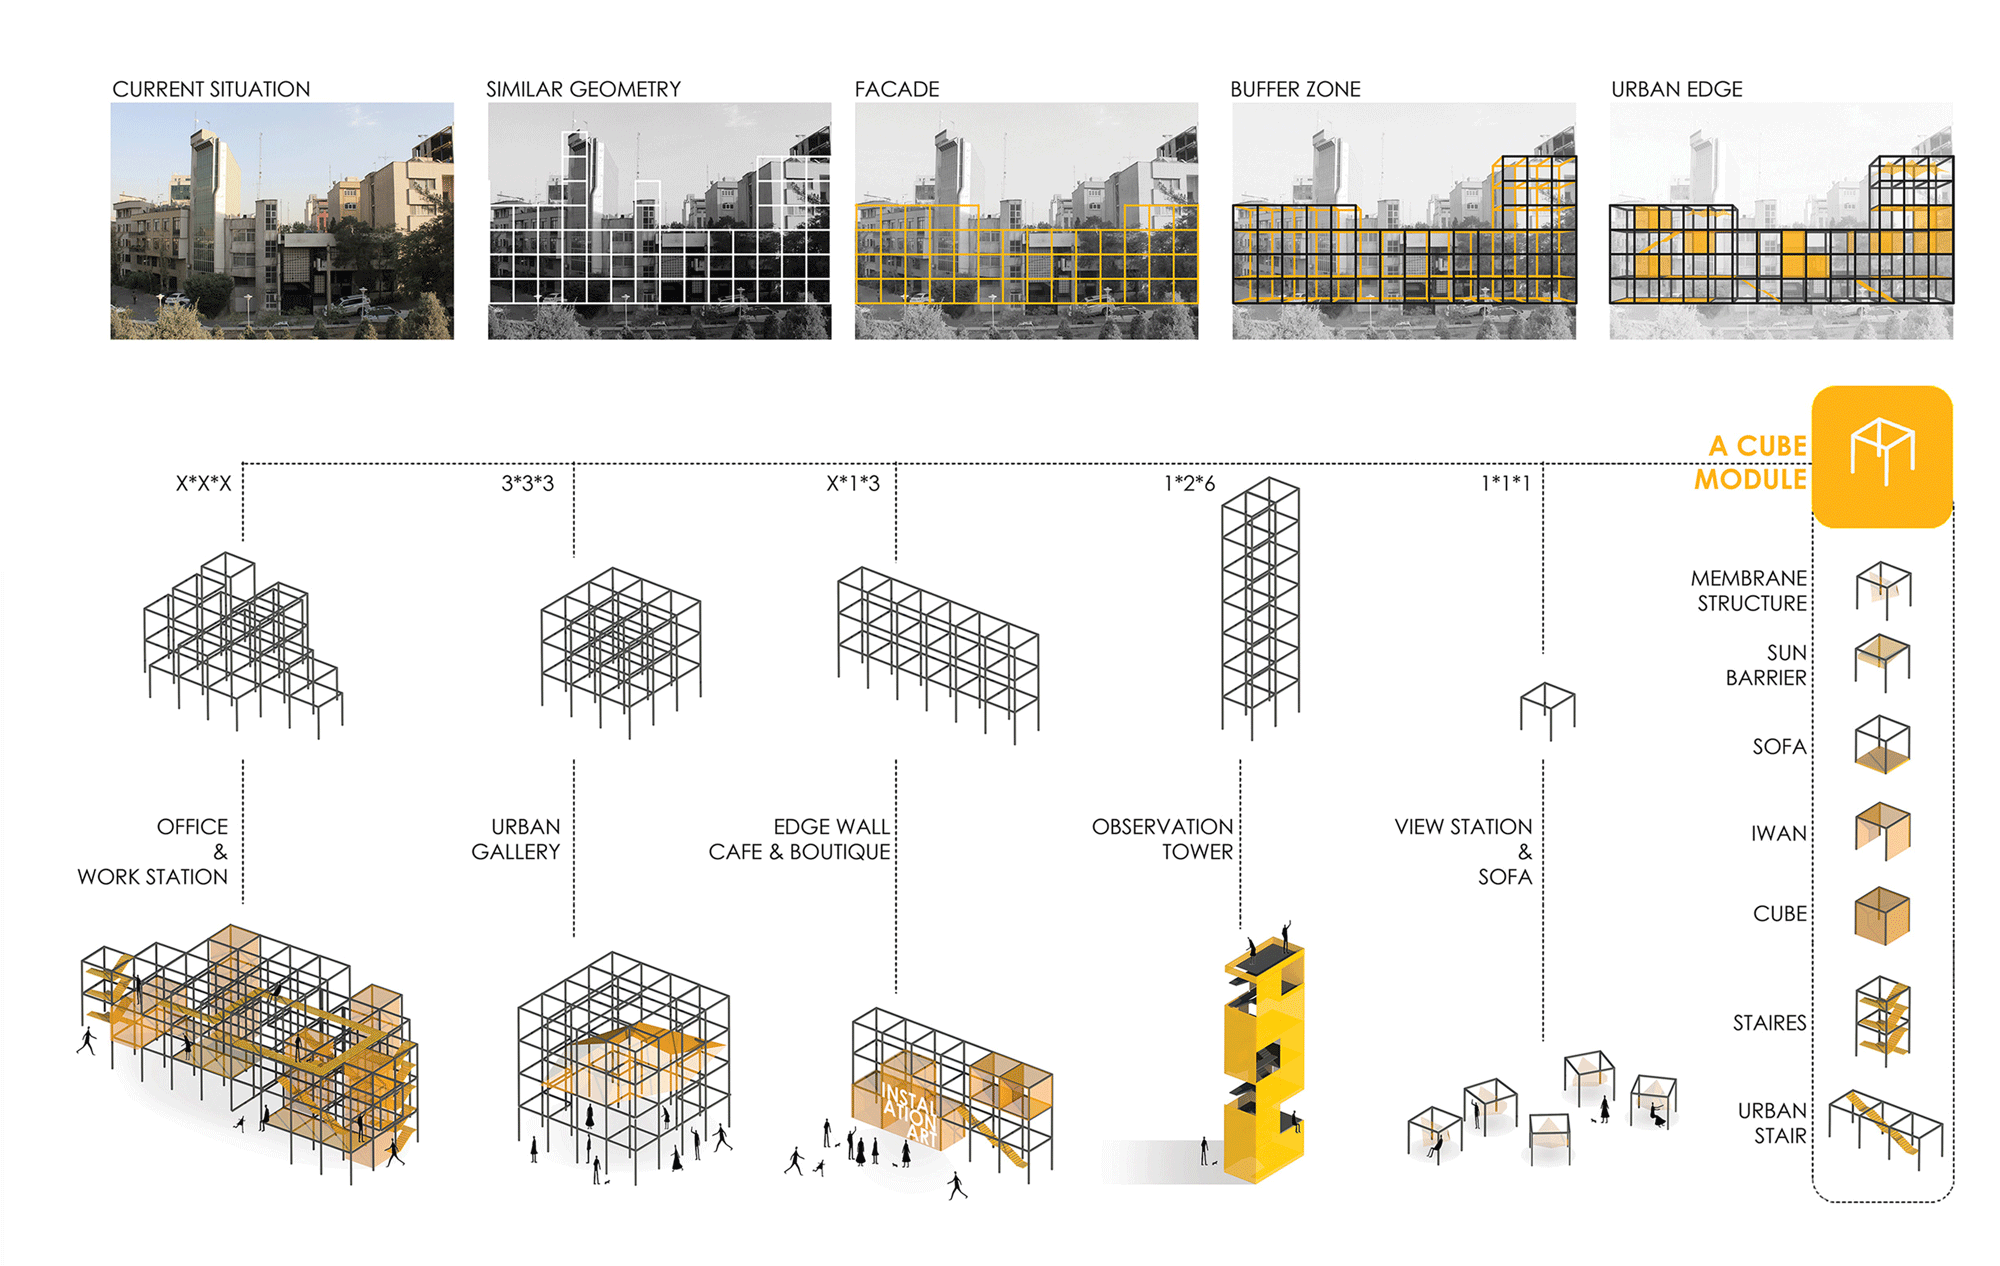 CURRENT SITUATION
SIMILAR GEOMETRY
FACADE
BUFFER ZONE
URBAN EDGE
A CUBE
MODULE
X*X*X
3*3*3
X*1*3
1*2*6
1*1*1
OFFICE
&
WORK STATION
URBAN
GALLERY
EDGE WALL
CAFE & BOUTIQUE
OBSERVATION
TOWER
VIEW STATION
&
SOFA
INSTAL
ATION
ART
MEMBRANE
STRUCTURE
SUN
BARRIER
SOFA
IWAN
CUBE
STAIRES
URBAN
STAIR